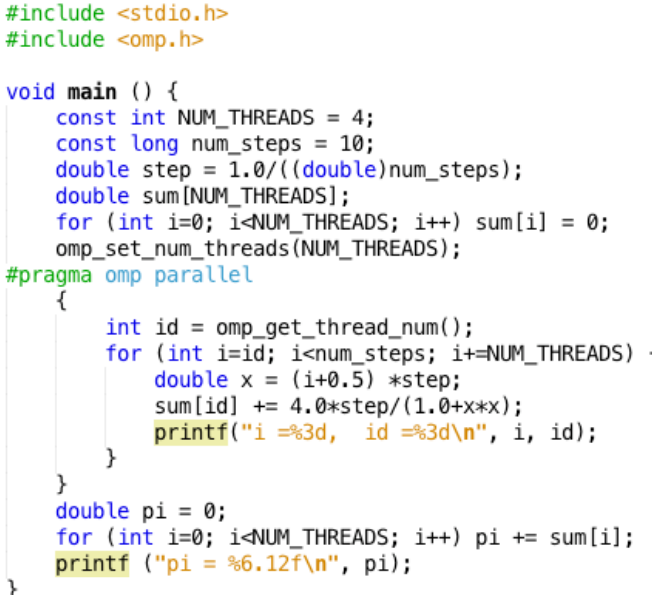 #include <stdio.h>
#include <omp.h>

void main () {
    const int NUM_THREADS = 4;
    const long num_steps = 10;
    double step = 1.0/((double)num_steps);
    double sum[NUM_THREADS];
    for (int i=0; i<NUM_THREADS; i++) sum[i] = 0;
    omp_set_num_threads(NUM_THREADS);
#pragma omp parallel
    {
        int id = omp_get_thread_num();
        for (int i=id; i<num_steps; i+=NUM_THREADS) {
            double x = (i+0.5) *step;
            sum[id] += 4.0*step/(1.0+x*x);
            printf("i =%3d,  id =%3d\n", i, id);
        }
    }
    double pi = 0;
    for (int i=0; i<NUM_THREADS; i++) pi += sum[i];
    printf ("pi = %6.12f\n", pi);
}